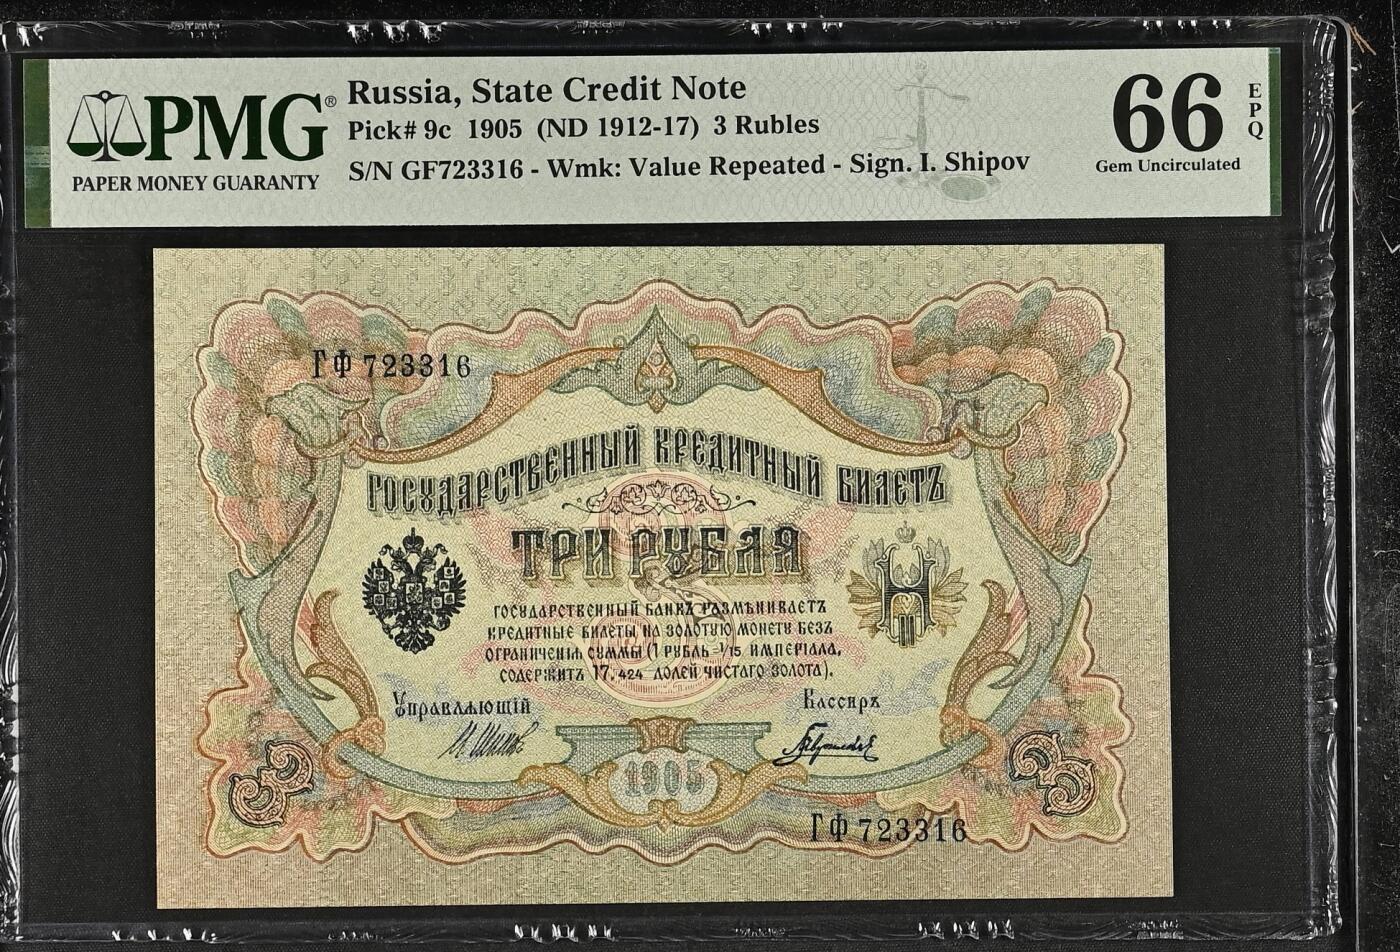 PMG®
PAPER MONEY GUARANTY
Russia, State Credit Note
Pick# 9c 1905 (ND 1912-17) 3 Rubles
S/N GF723316 - Wmk: Value Repeated - Sign. I. Shipov
66 EPQ
Gem Uncirculated
ГФ 723316
ГОСУДАРСТВЕННЫЙ КРЕДИТНЫЙ БИЛЕТЪ
ТРИ РУБЛЯ
ГОСУДАРСТВЕННЫЙ БАНКЪ РАЗМѢНИВАЕТЪ
КРЕДИТНЫЕ БИЛЕТЫ НА ЗОЛОТУЮ МОНЕТУ БЕЗЪ
ОГРАНИЧЕНІЯ СУММЫ (1 РУБЛЬ = 1/15 ИМПЕРІАЛА,
СОДЕРЖИТЪ 17,424 ДОЛЕЙ ЧИСТАГО ЗОЛОТА).
Управляющій
Кассиръ
И Шипов
3
1905
3
ГФ 723316